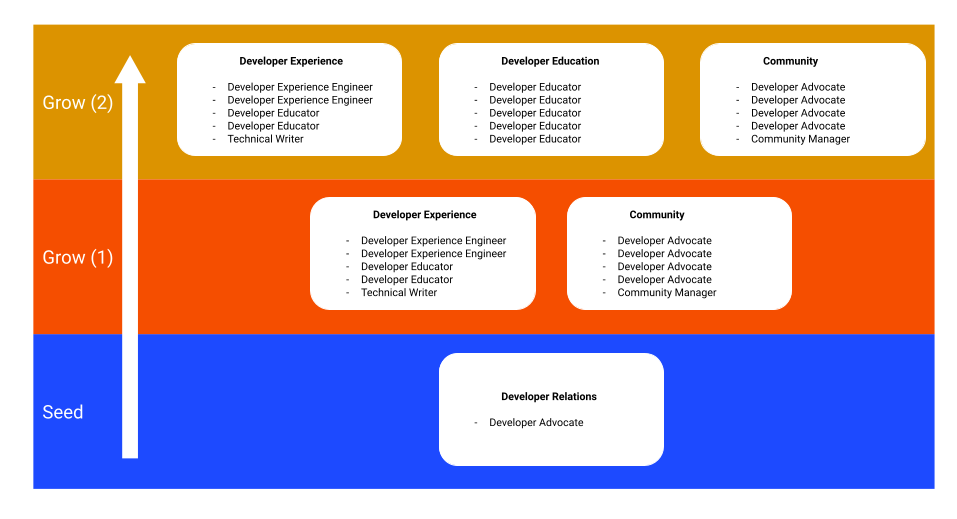 Grow (2)
Developer Experience
- Developer Experience Engineer
- Developer Experience Engineer
- Developer Educator
- Developer Educator
- Technical Writer
Developer Education
- Developer Educator
- Developer Educator
- Developer Educator
- Developer Educator
- Developer Educator
Community
- Developer Advocate
- Developer Advocate
- Developer Advocate
- Developer Advocate
- Community Manager
Grow (1)
Developer Experience
- Developer Experience Engineer
- Developer Experience Engineer
- Developer Educator
- Developer Educator
- Technical Writer
Community
- Developer Advocate
- Developer Advocate
- Developer Advocate
- Developer Advocate
- Community Manager
Seed
Developer Relations
- Developer Advocate